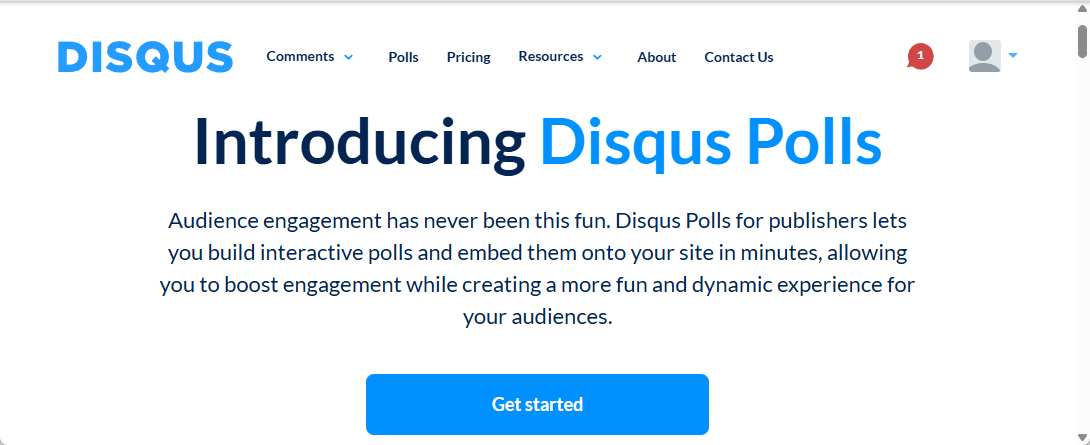 DISQUS Comments Polls Pricing Resources About Contact Us 1
Introducing Disqus Polls
Audience engagement has never been this fun. Disqus Polls for publishers lets
you build interactive polls and embed them onto your site in minutes, allowing
you to boost engagement while creating a more fun and dynamic experience for
your audiences.
Get started